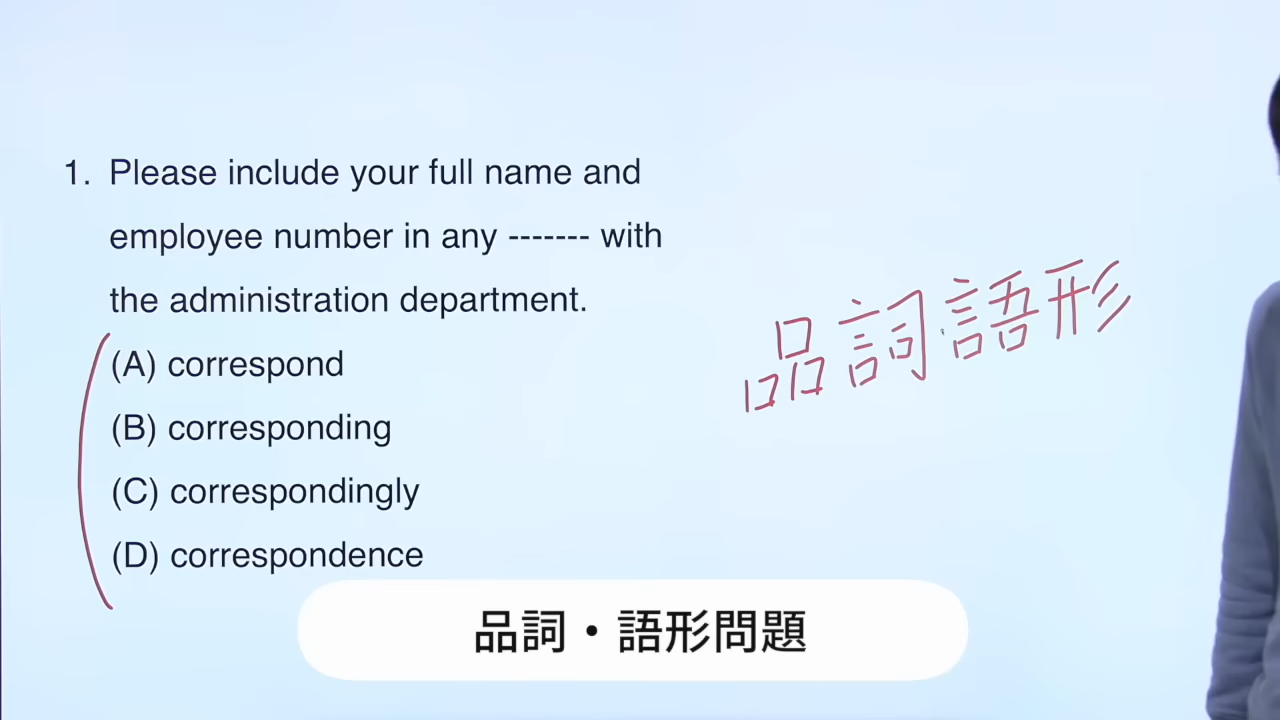 1. Please include your full name and
employee number in any ------- with
the administration department.
(A) correspond
(B) corresponding
(C) correspondingly
(D) correspondence
品詞語形
品詞・語形問題